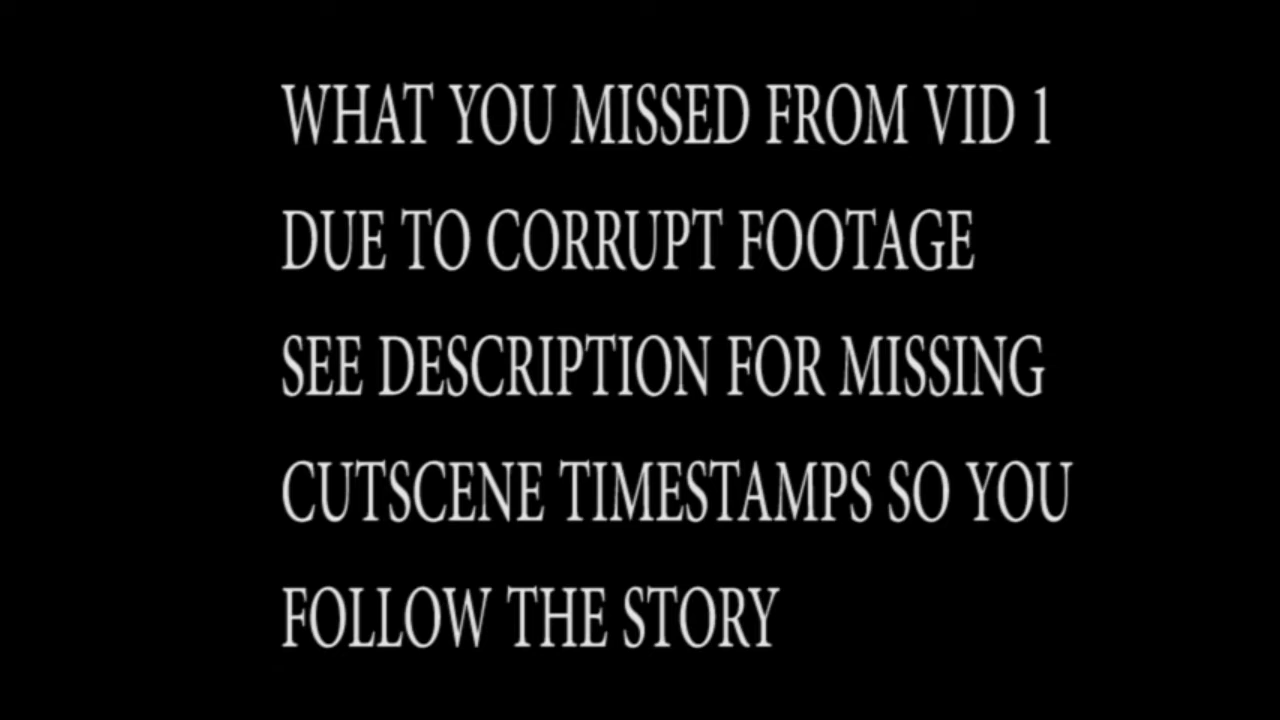 WHAT YOU MISSED FROM VID 1
DUE TO CORRUPT FOOTAGE
SEE DESCRIPTION FOR MISSING
CUTSCENE TIMESTAMPS SO YOU
FOLLOW THE STORY